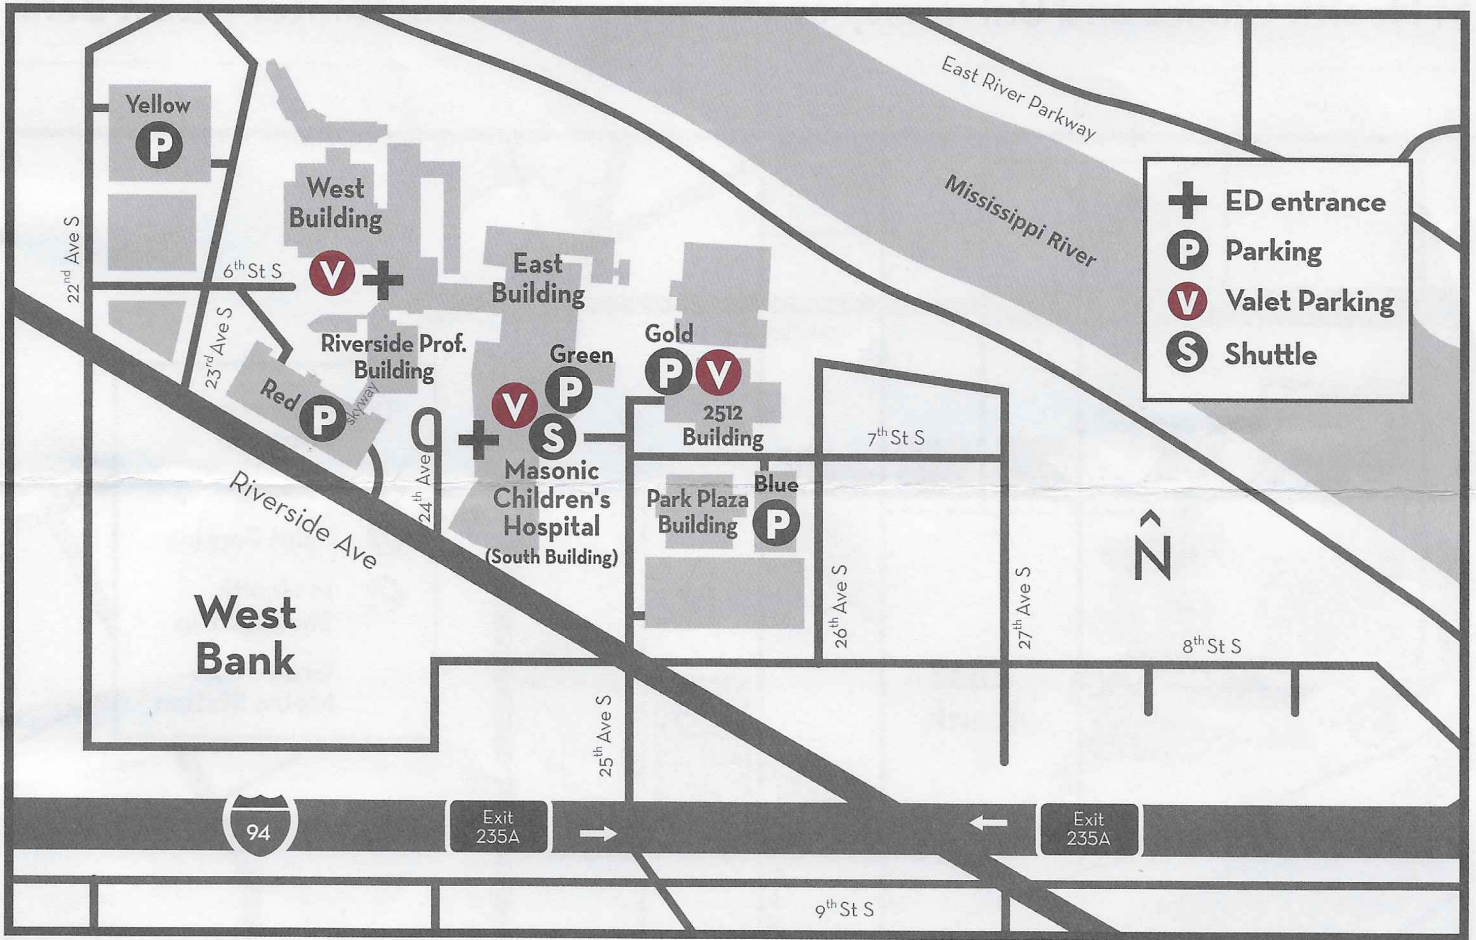 Yellow
P
West
Building
22nd Ave S
6th St S
V
23rd Ave S
Riverside Prof.
Building
Red
P
Skyway
East
Building
Green
P
V
S
Gold
P
V
2512
Building
24th Ave
Masonic
Children's
Hospital
(South Building)
Park Plaza
Building
Blue
P
7th St S
East River Parkway
Mississippi River
ED entrance
P Parking
V Valet Parking
S Shuttle
N
Riverside Ave
West
Bank
25th Ave S
26th Ave S
27th Ave S
8th St S
94
Exit
235A
Exit
235A
9th St S